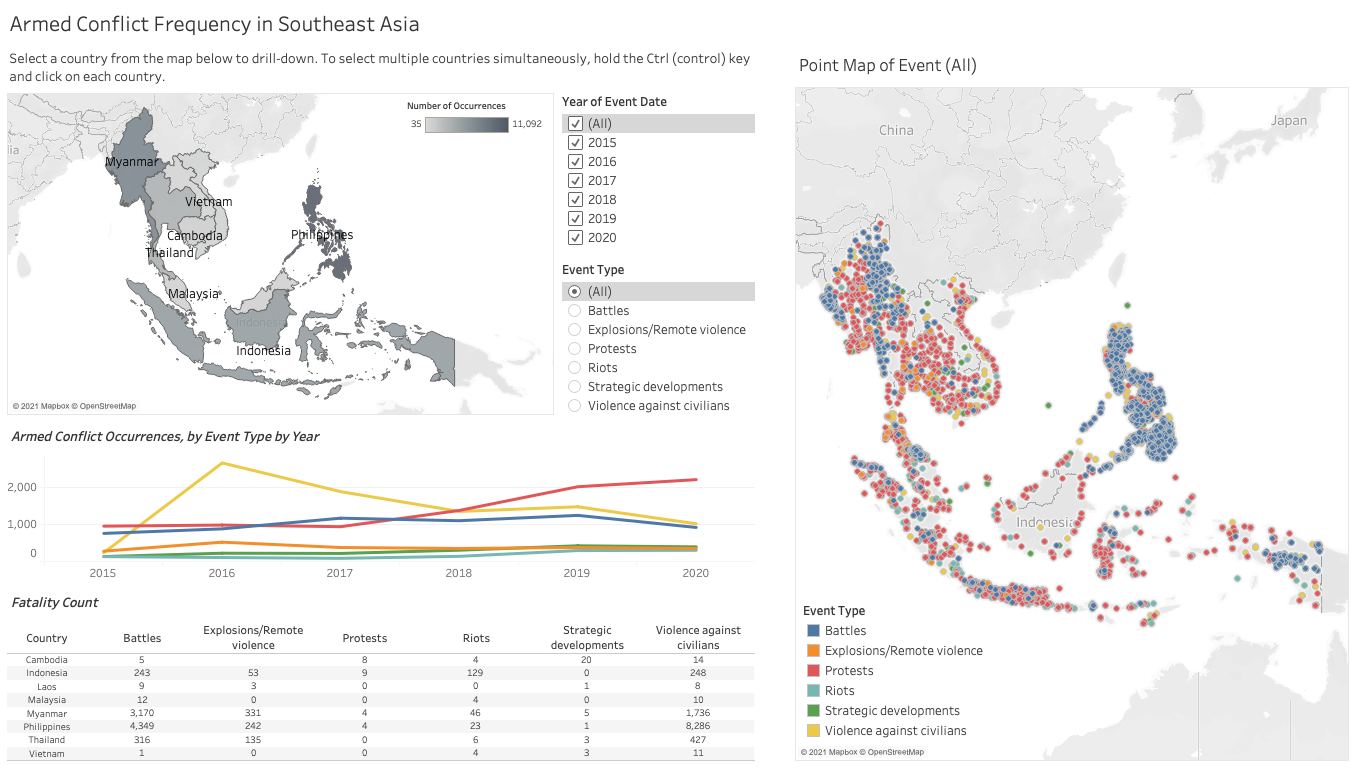 Armed Conflict Frequency in Southeast Asia
Select a country from the map below to drill-down. To select multiple countries simultaneously, hold the Ctrl (control) key
and click on each country.
Number of Occurrences
35 11,092
Myanmar
Vietnam
Cambodia
Thailand
Philippines
Malaysia
Indonesia
Indonesia
© 2021 Mapbox © OpenStreetMap
Year of Event Date
(All)
2015
2016
2017
2018
2019
2020
Event Type
(All)
Battles
Explosions/Remote violence
Protests
Riots
Strategic developments
Violence against civilians
Armed Conflict Occurrences, by Event Type by Year
2,000
1,000
0
2015 2016 2017 2018 2019 2020
Fatality Count
Country Battles Explosions/Remote violence Protests Riots Strategic developments Violence against civilians
Cambodia 5 8 4 20 14
Indonesia 243 53 9 129 0 248
Laos 9 3 0 0 1 8
Malaysia 12 0 4 0 10
Myanmar 3,170 331 4 46 5 1,736
Philippines 4,349 242 4 23 1 8,286
Thailand 316 135 0 6 3 427
Vietnam 1 0 0 4 3 11
Point Map of Event (All)
China
Japan
Indonesia
Event Type
Battles
Explosions/Remote violence
Protests
Riots
Strategic developments
Violence against civilians
© 2021 Mapbox © OpenStreetMap